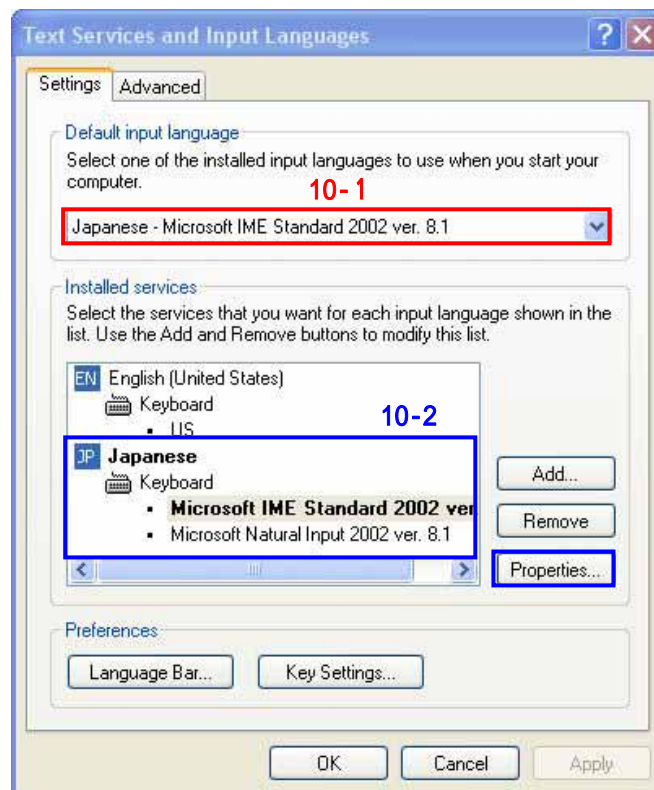 Text Services and Input Languages
Settings
Advanced
Default input language
Select one of the installed input languages to use when you start your
computer.
10-1
Japanese - Microsoft IME Standard 2002 ver. 8.1
Installed services
Select the services that you want for each input language shown in the
list. Use the Add and Remove buttons to modify this list.
EN English (United States)
Keyboard
10-2
• US
JP Japanese
Keyboard
Add...
• Microsoft IME Standard 2002 ver
Remove
• Microsoft Natural Input 2002 ver. 8.1
Properties...
Preferences
Language Bar...
Key Settings...
OK
Cancel
Apply